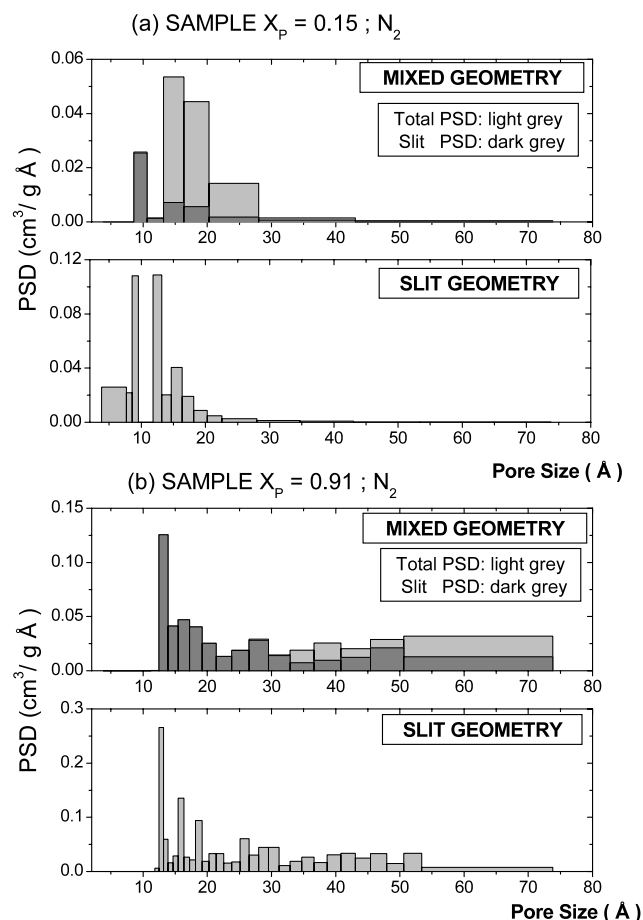 (a) SAMPLE X_P = 0.15 ; N_2
MIXED GEOMETRY
Total PSD: light grey
Slit PSD: dark grey
0.06
0.04
0.02
0.00
10 20 30 40 50 60 70 80
SLIT GEOMETRY
0.12
0.08
0.04
0.00
0 10 20 30 40 50 60 70 80
PSD (cm^3/ g Å)
Pore Size ( Å )
(b) SAMPLE X_P = 0.91 ; N_2
MIXED GEOMETRY
Total PSD: light grey
Slit PSD: dark grey
0.15
0.10
0.05
0.00
10 20 30 40 50 60 70 80
SLIT GEOMETRY
0.3
0.2
0.1
0.0
10 20 30 40 50 60 70 80
PSD (cm^3/ g Å)
Pore Size ( Å )